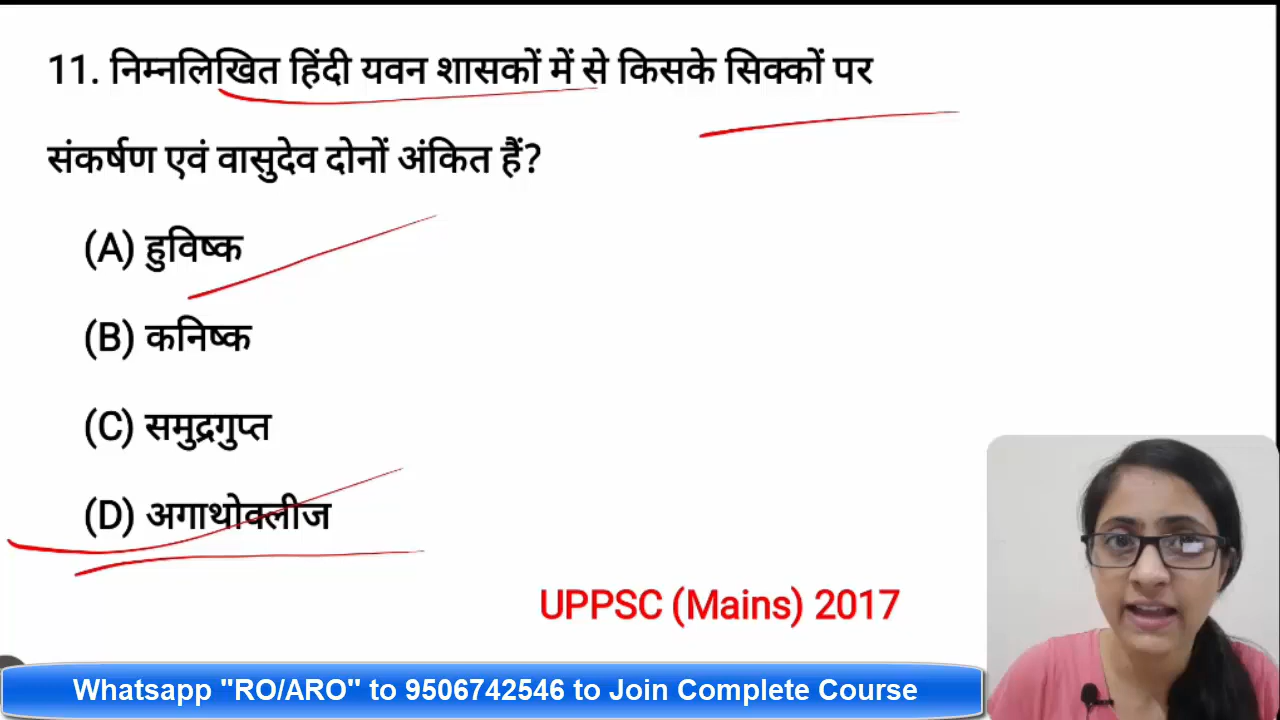 11. निम्नलिखित हिंदी यवन शासकों में से किसके सिक्कों पर
संकर्षण एवं वासुदेव दोनों अंकित हैं?
(A) हुविष्क
(B) कनिष्क
(C) समुद्रगुप्त
(D) अगाथोक्लीज
UPPSC (Mains) 2017
Whatsapp "RO/ARO" to 9506742546 to Join Complete Course